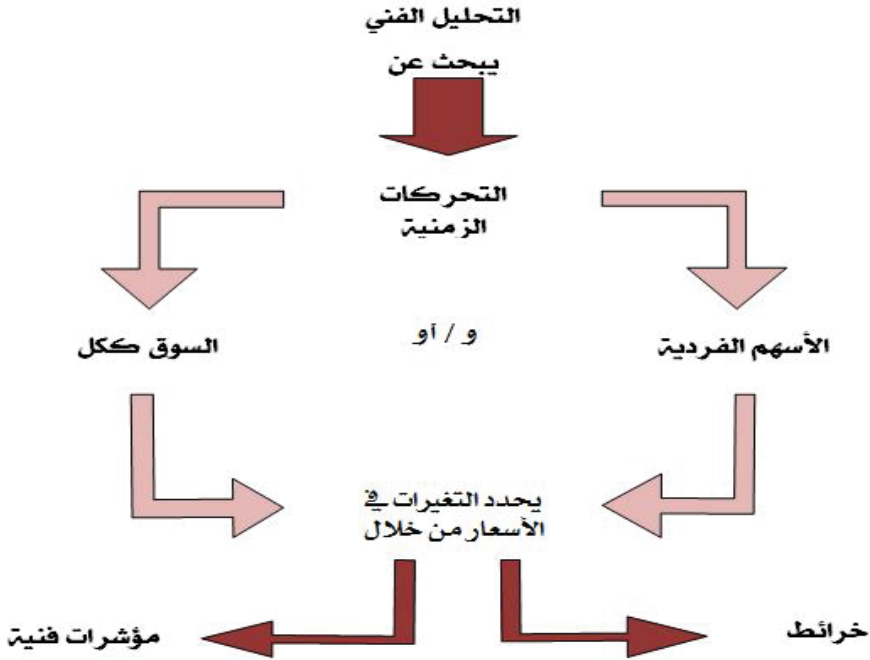 التحليل الفني
يبحث عن
التحركات
الزمنية
الأسهم الفردية
و / أو
السوق ككل
يحدد التغيرات في
الأسعار من خلال
خرائط
مؤشرات فنية